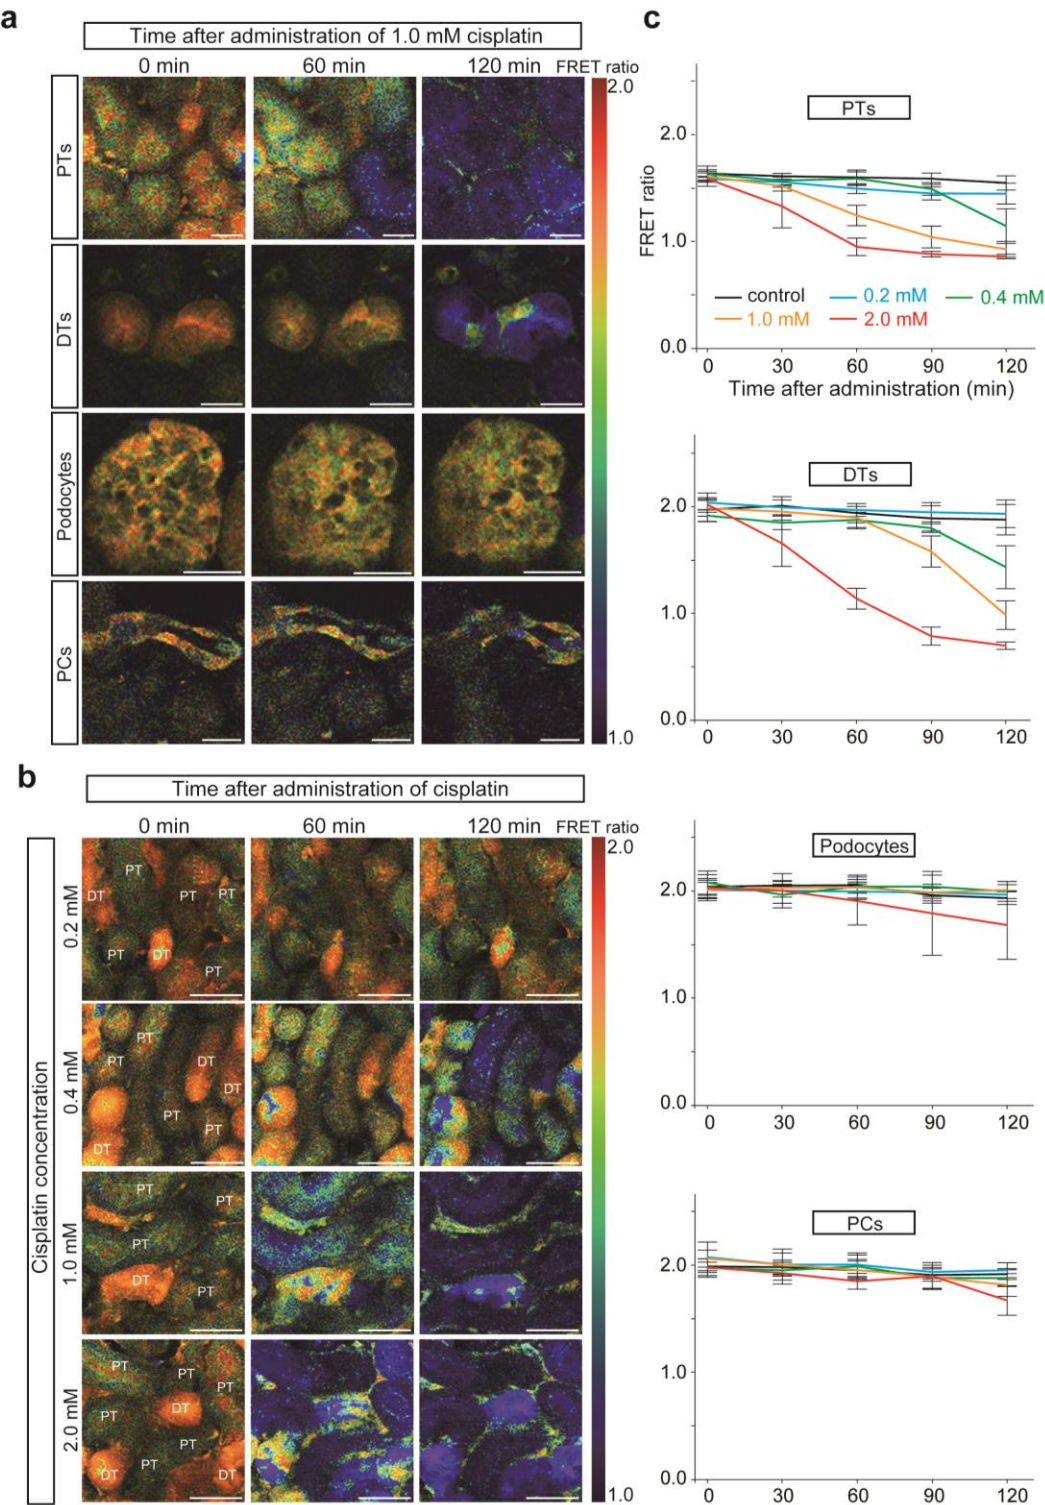 a
Time after administration of 1.0 mM cisplatin
0 min 60 min 120 min FRET ratio
2.0
PTs
DTs
Podocytes
PCs
1.0
b
Time after administration of cisplatin
0 min 60 min 120 min FRET ratio
2.0
Cisplatin concentration
0.2 mM
PT
DT PT PT
PT DT PT
0.4 mM
PT
PT DT
DT
PT PT
DT
1.0 mM
PT PT
PT
DT PT
2.0 mM
PT PT PT
PT DT
PT
PT
DT DT
1.0
c
PTs
2.0
1.0
0.0
FRET ratio
control 0.2 mM 0.4 mM
1.0 mM 2.0 mM
0 30 60 90 120
Time after administration (min)
DTs
2.0
1.0
0.0
0 30 60 90 120
Podocytes
2.0
1.0
0.0
0 30 60 90 120
PCs
2.0
1.0
0.0
0 30 60 90 120